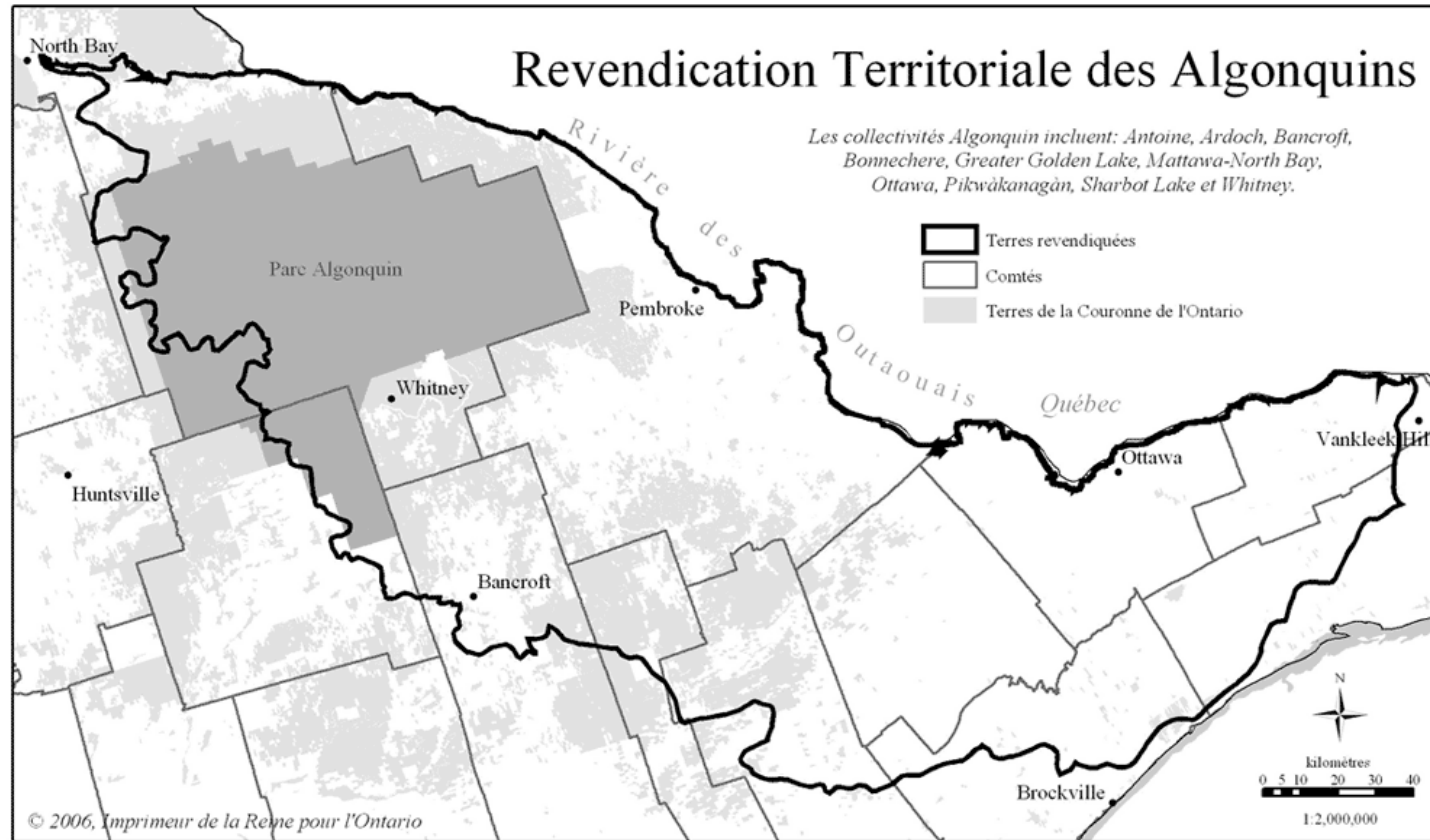 Revendication Territoriale des Algonquins
Les collectivités Algonquin incluent: Antoine, Ardoch, Bancroft,
Bonnechere, Greater Golden Lake, Mattawa-North Bay,
Ottawa, Pikwàkanagàn, Sharbot Lake et Whitney.
Terres revendiquées
Comtés
Terres de la Couronne de l'Ontario
North Bay
Rivière des Outaouais
Parc Algonquin
Pembroke
Whitney
Québec
Vankleek Hill
Ottawa
Huntsville
Bancroft
Brockville
N
kilomètres
0 5 10 20 30 40
1:2,000,000
© 2006, Imprimeur de la Reine pour l'Ontario